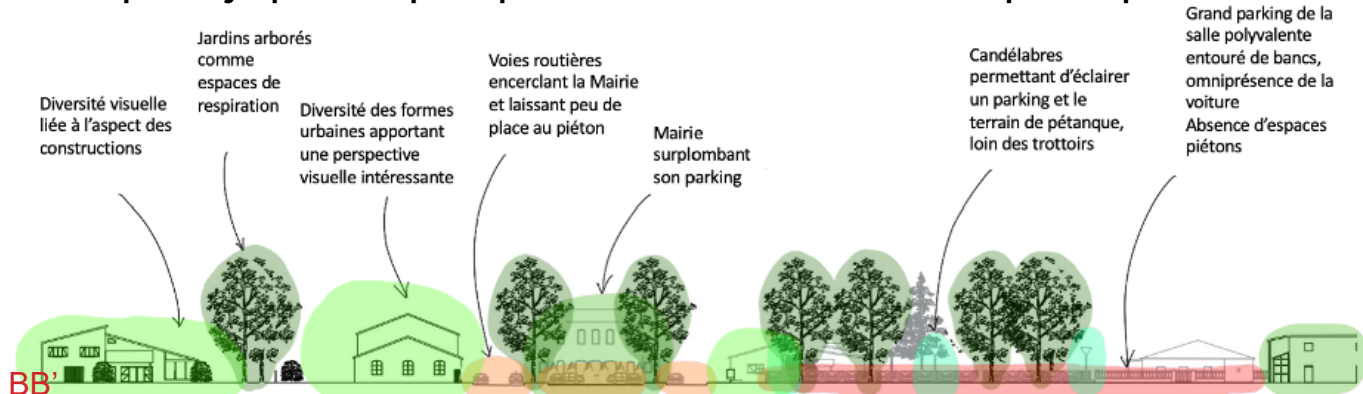 Jardins arborés
comme
espaces de
respiration
Diversité visuelle
liée à l'aspect des
constructions
Diversité des formes
urbaines apportant
une perspective
visuelle intéressante
Voies routières
encerclant la Mairie
et laissant peu de
place au piéton
Mairie
surplombant
son parking
Candélabres
permettant d'éclairer
un parking et le
terrain de pétanque,
loin des trottoirs
Grand parking de la
salle polyvalente
entouré de bancs,
omniprésence de la
voiture
Absence d'espaces
piétons
BB'